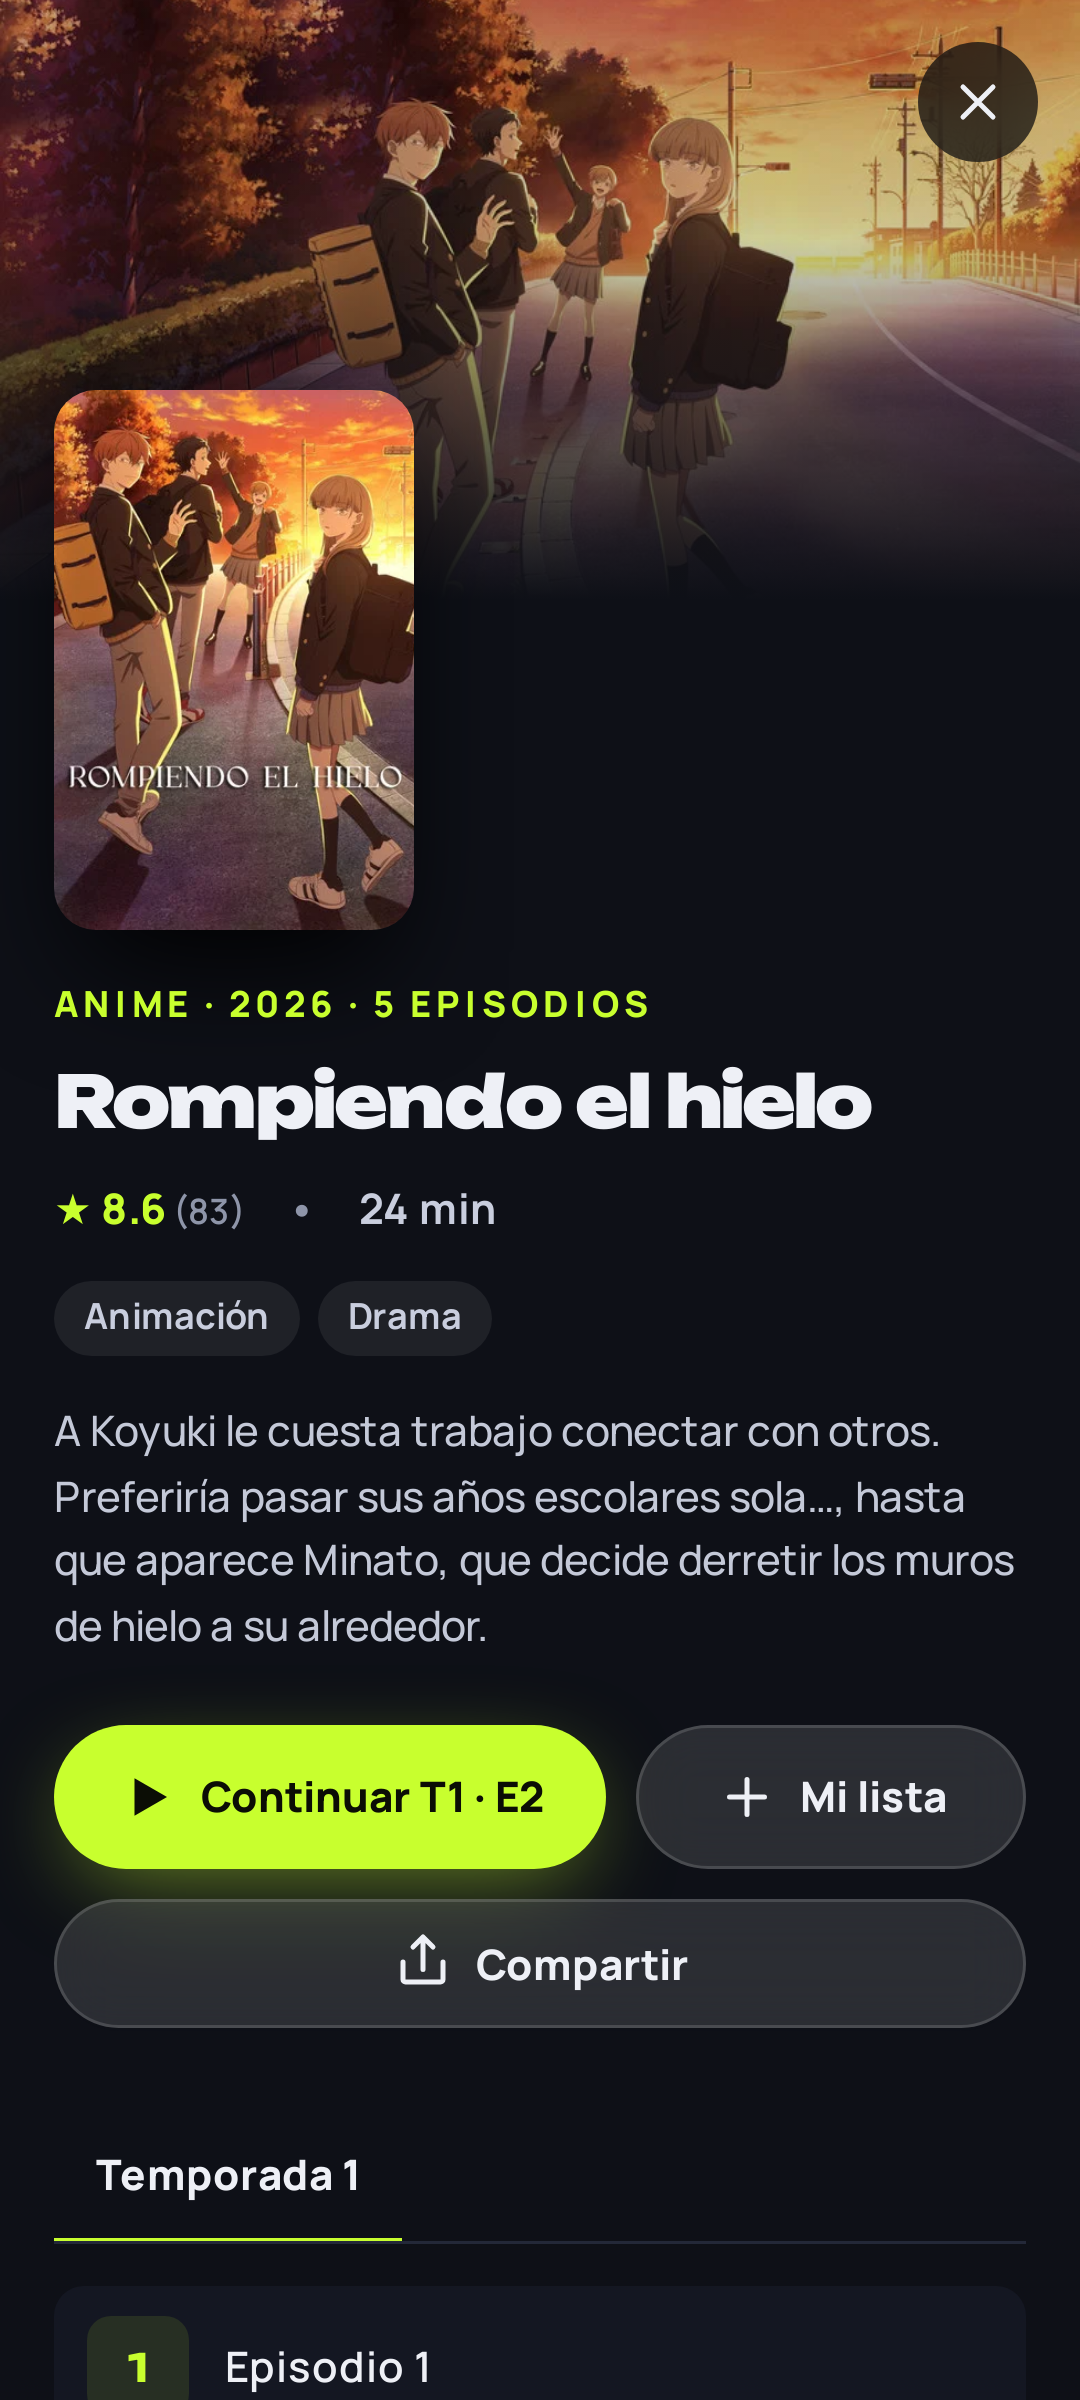 ROMPIENDO EL HIELO
ANIME · 2026 · 5 EPISODIOS
Rompiendo el hielo
★ 8.6 (83) • 24 min
Animación Drama
A Koyuki le cuesta trabajo conectar con otros.
Preferiría pasar sus años escolares sola..., hasta
que aparece Minato, que decide derretir los muros
de hielo a su alrededor.
Continuar T1 · E2 Mi lista
Compartir
Temporada 1
1 Episodio 1